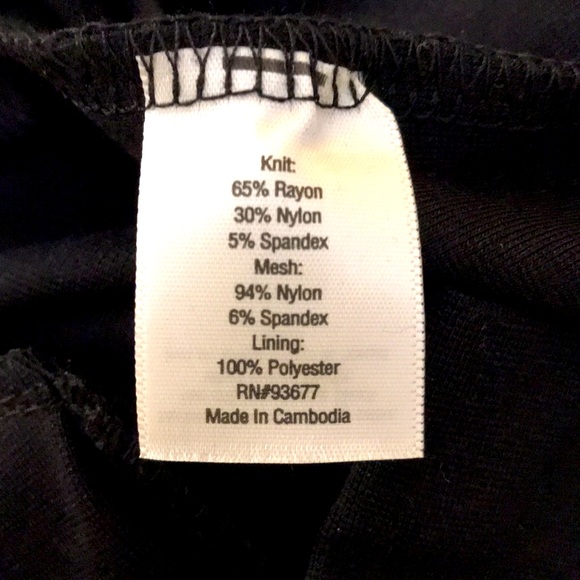 Knit:
65% Rayon
30% Nylon
5% Spandex
Mesh:
94% Nylon
6% Spandex
Lining:
100% Polyester
RN#93677
Made In Cambodia